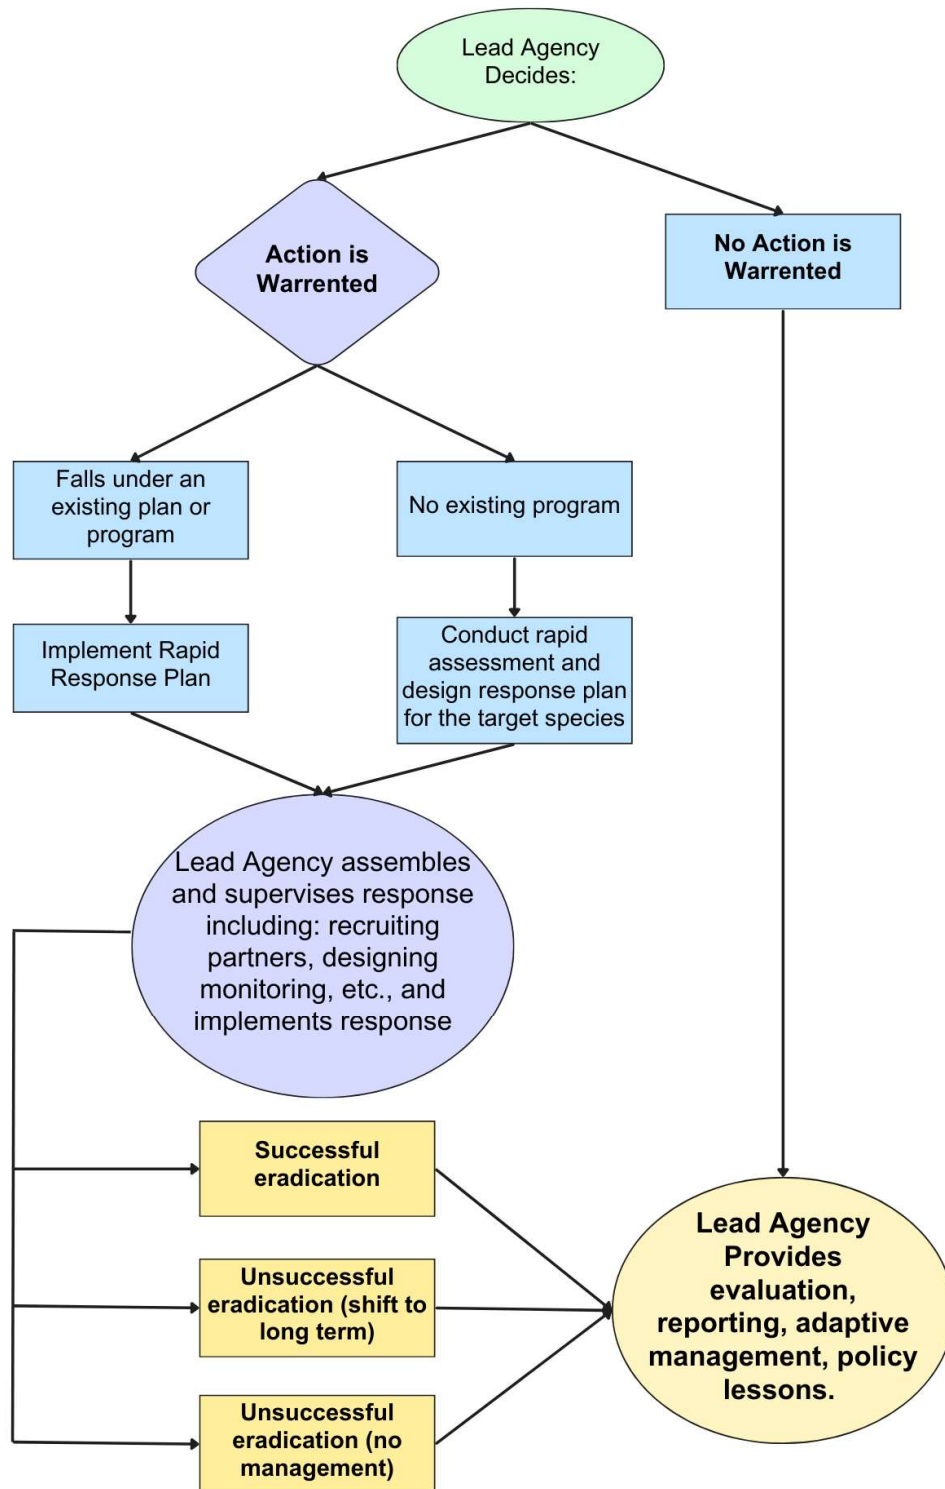 Lead Agency
Decides:
Action is
Warrented
No Action is
Warrented
Falls under an
existing plan or
program
No existing program
Implement Rapid
Response Plan
Conduct rapid
assessment and
design response plan
for the target species
Lead Agency assembles
and supervises response
including: recruiting
partners, designing
monitoring, etc., and
implements response
Successful
eradication
Unsuccessful
eradication (shift to
long term)
Unsuccessful
eradication (no
management)
Lead Agency
Provides
evaluation,
reporting, adaptive
management, policy
lessons.